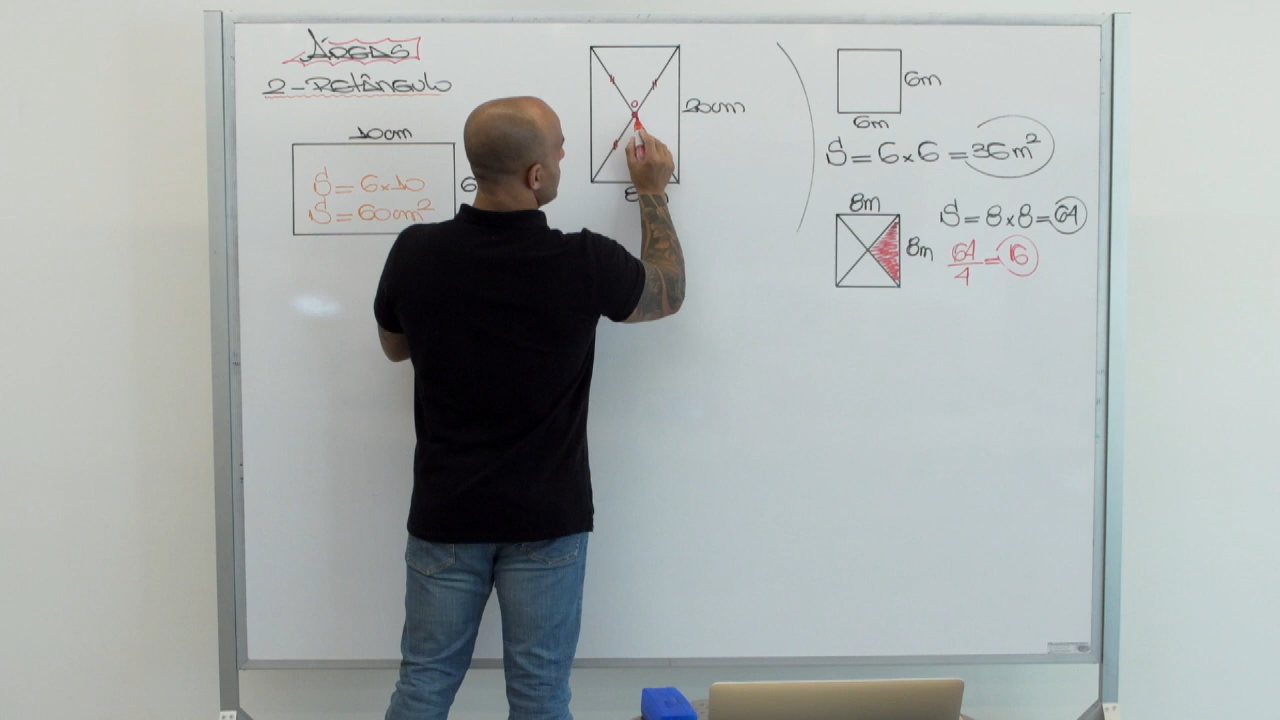 ÁREAS
2-RETÂNGULO
10cm
S=6×10
S=60cm²
6
O
20cm
6m
6m
S=6×6=36m²
8m
8m
S=8×8=64
64/4=16